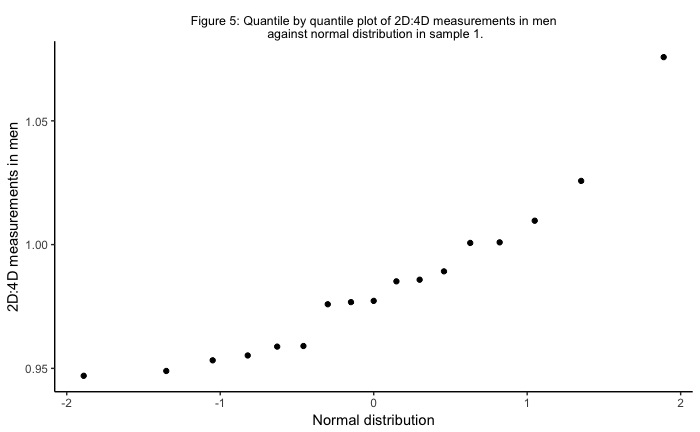 Figure 5: Quantile by quantile plot of 2D:4D measurements in men
against normal distribution in sample 1.
2D:4D measurements in men
1.05
1.00
0.95
-2
-1
0
1
2
Normal distribution